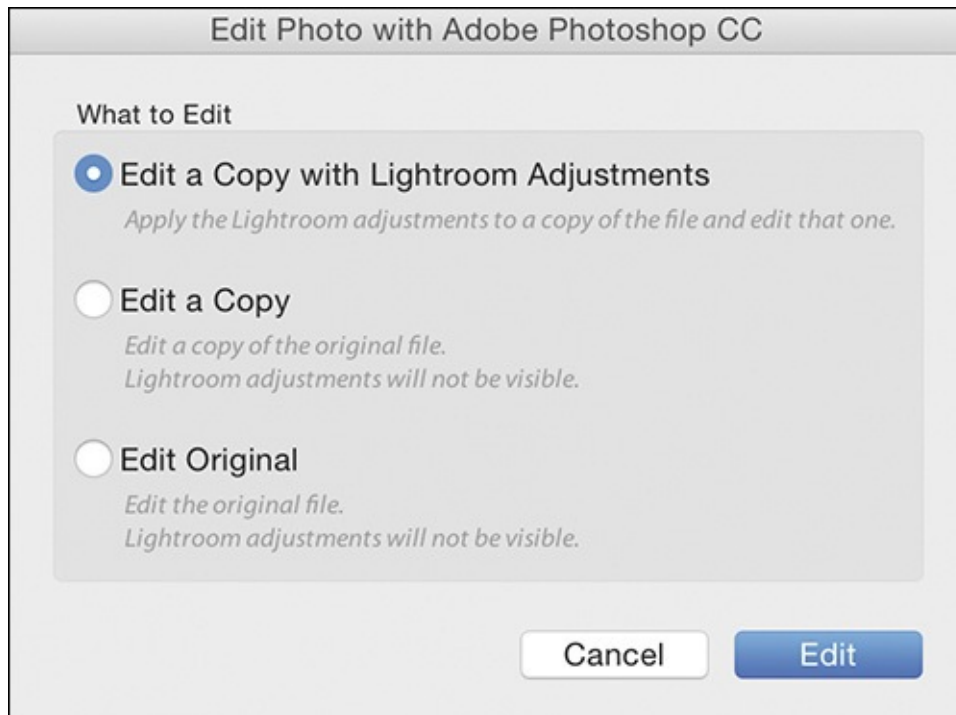 Edit Photo with Adobe Photoshop CC
What to Edit
Edit a Copy with Lightroom Adjustments
Apply the Lightroom adjustments to a copy of the file and edit that one.
Edit a Copy
Edit a copy of the original file.
Lightroom adjustments will not be visible.
Edit Original
Edit the original file.
Lightroom adjustments will not be visible.
Cancel
Edit